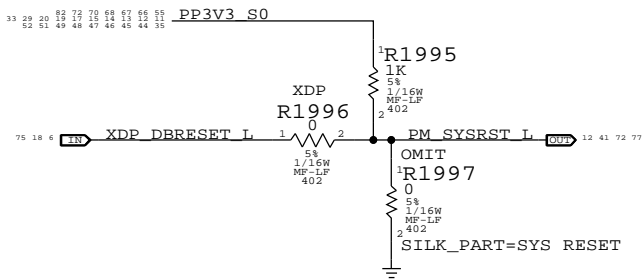 82 72 70 68 67 66 55
33 29 20 19 17 15 14 13 12 11
52 51 49 48 47 46 45 44 35
PP3V3_S0
1
R1995
1K
5%
1/16W
MF-LF
402
2
XDP
R1996
0
75 18 6 IN XDP_DBRESET_L 1 2 PM_SYSRST_L OUT 12 41 72 77
5%
1/16W
MF-LF
402
OMIT
1
R1997
0
5%
1/16W
MF-LF
402
2
SILK_PART=SYS RESET